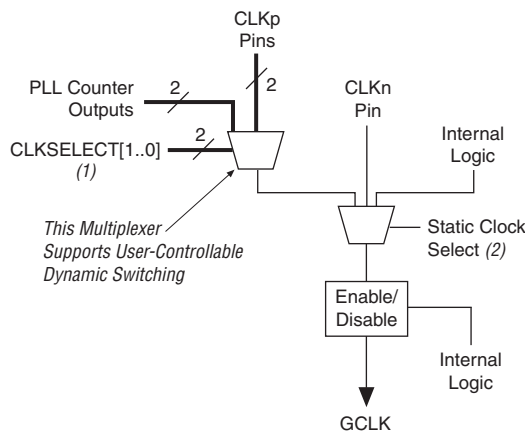 CLKp
Pins
2
2
PLL Counter
Outputs
CLKn
Pin
2
CLKSELECT[1..0]
(1)
Internal
Logic
This Multiplexer
Supports User-Controllable
Dynamic Switching
Static Clock
Select (2)
Enable/
Disable
Internal
Logic
GCLK